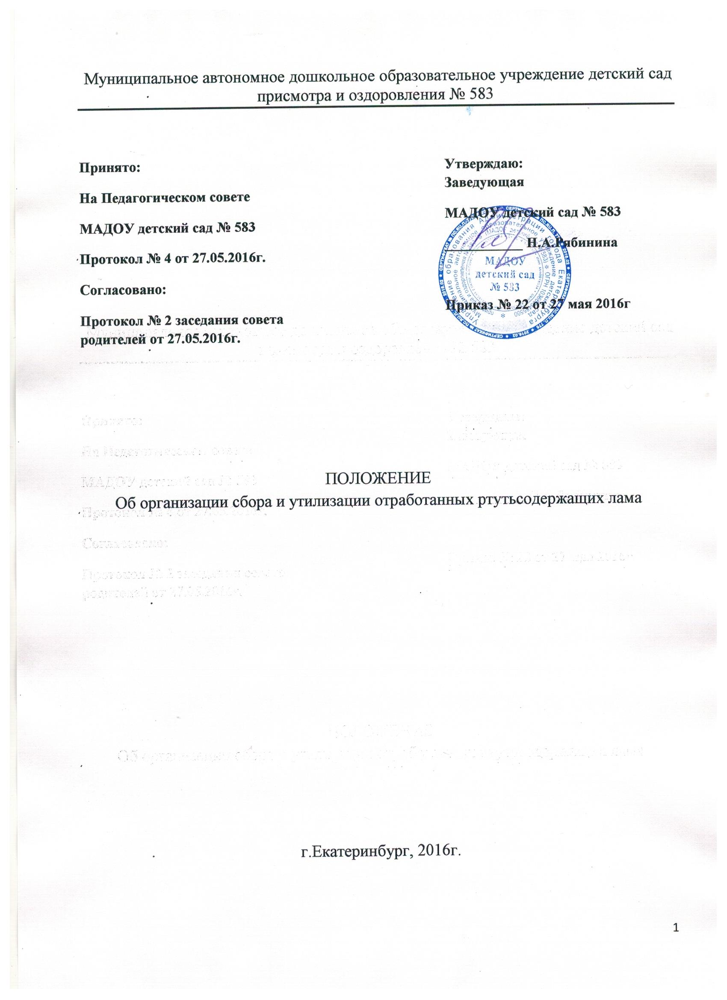 Муниципальное автономное дошкольное образовательное учреждение детский сад
присмотра и оздоровления № 583
Принято:
На Педагогическом совете
МАДОУ детский сад № 583
Протокол № 4 от 27.05.2016г.
Согласовано:
Протокол № 2 заседания совета
родителей от 27.05.2016г.
Утверждаю:
Заведующая
МАДОУ детский сад № 583
Н.А.Рябинина
Приказ № 22 от 27 мая 2016г
МАДОУ
детский сад
№ 583
ПОЛОЖЕНИЕ
Об организации сбора и утилизации отработанных ртутьсодержащих лама
г.Екатеринбург, 2016г.
1